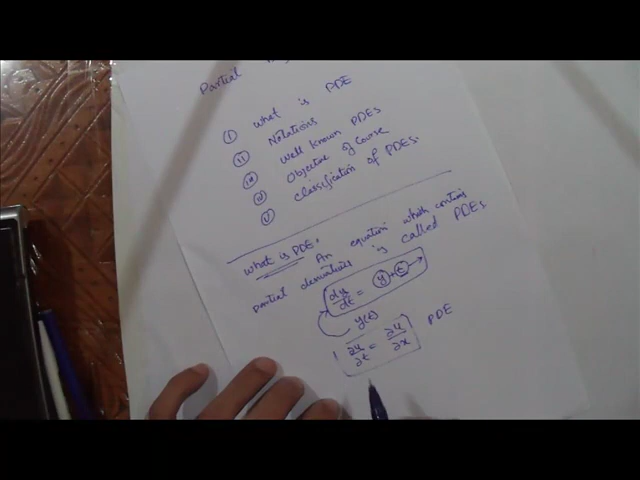 Partial
(i) what is PDE
(ii) Notations
(iii) Well known PDEs
(iv) Objective of course
(v) Classification of PDEs.
what is PDE. An equation which contains
partial derivatives is called PDEs.
dy/dt = y+t →
y(t)
∂u/∂t = ∂u/∂x PDE